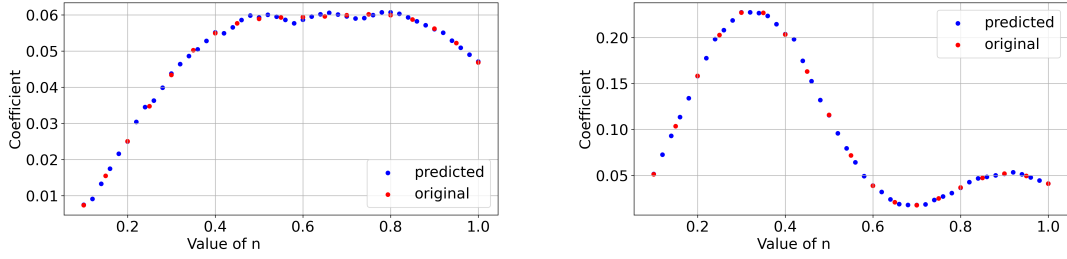 0.06
0.05
0.04
0.03
0.02
0.01
Coefficient
predicted
original
0.2 0.4 0.6 0.8 1.0
Value of n
0.20
0.15
0.10
0.05
Coefficient
predicted
original
0.2 0.4 0.6 0.8 1.0
Value of n